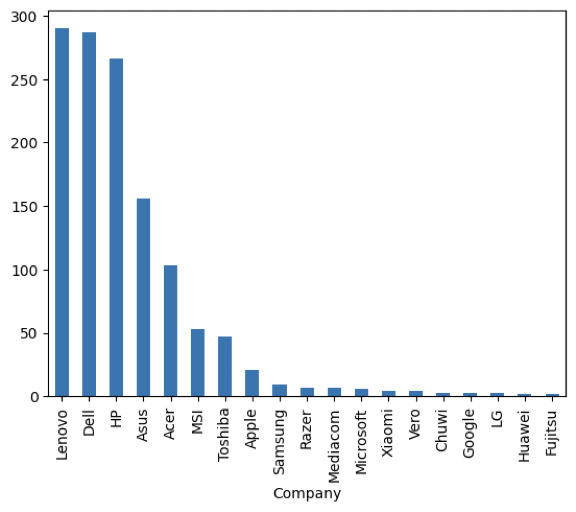 300
250
200
150
100
50
0
Lenovo
Dell
HP
Asus
Acer
MSI
Toshiba
Apple
Samsung
Razer
Mediacom
Microsoft
Xiaomi
Vero
Chuwi
Google
LG
Huawei
Fujitsu
Company